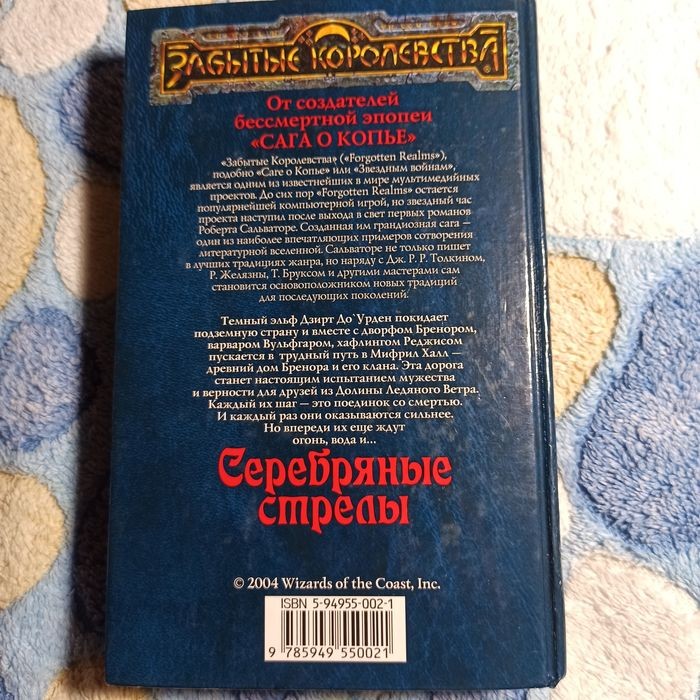 ЗАБЫТЫЕ КОРОЛЕВСТВА
От создателей
бессмертной эпопеи
«САГА О КОПЬЕ»
«Забытые Королевства» («Forgotten Realms»),
подобно «Саге о Копье» или «Звездным войнам»,
является одним из известнейших в мире мультимедийных
проектов. До сих пор «Forgotten Realms» остается
популярнейшей компьютерной игрой, но звездный час
проекта наступил после выхода в свет первых романов
Роберта Сальваторе. Созданная им грандиозная сага —
один из наиболее впечатляющих примеров сотворения
литературной вселенной. Сальваторе не только пишет
в лучших традициях жанра, но наряду с Дж. Р. Р. Толкином,
Р. Желязны, Т. Бруксом и другими мастерами сам
становится основоположником новых традиций
для последующих поколений.
Темный эльф Дзирт До`Урден покидает
подземную страну и вместе с дворфом Бренором,
варваром Вульфгаром, хафлингом Реджисом
пускается в трудный путь в Мифрил Халл —
древний дом Бренора и его клана. Эта дорога
станет настоящим испытанием мужества
и верности для друзей из Долины Ледяного Ветра.
Каждый их шаг — это поединок со смертью.
И каждый раз они оказываются сильнее.
Но впереди их еще ждут
огонь, вода и...
Серебряные
стрелы
© 2004 Wizards of the Coast, Inc.
ISBN 5-94955-002-1
9 785949 550021